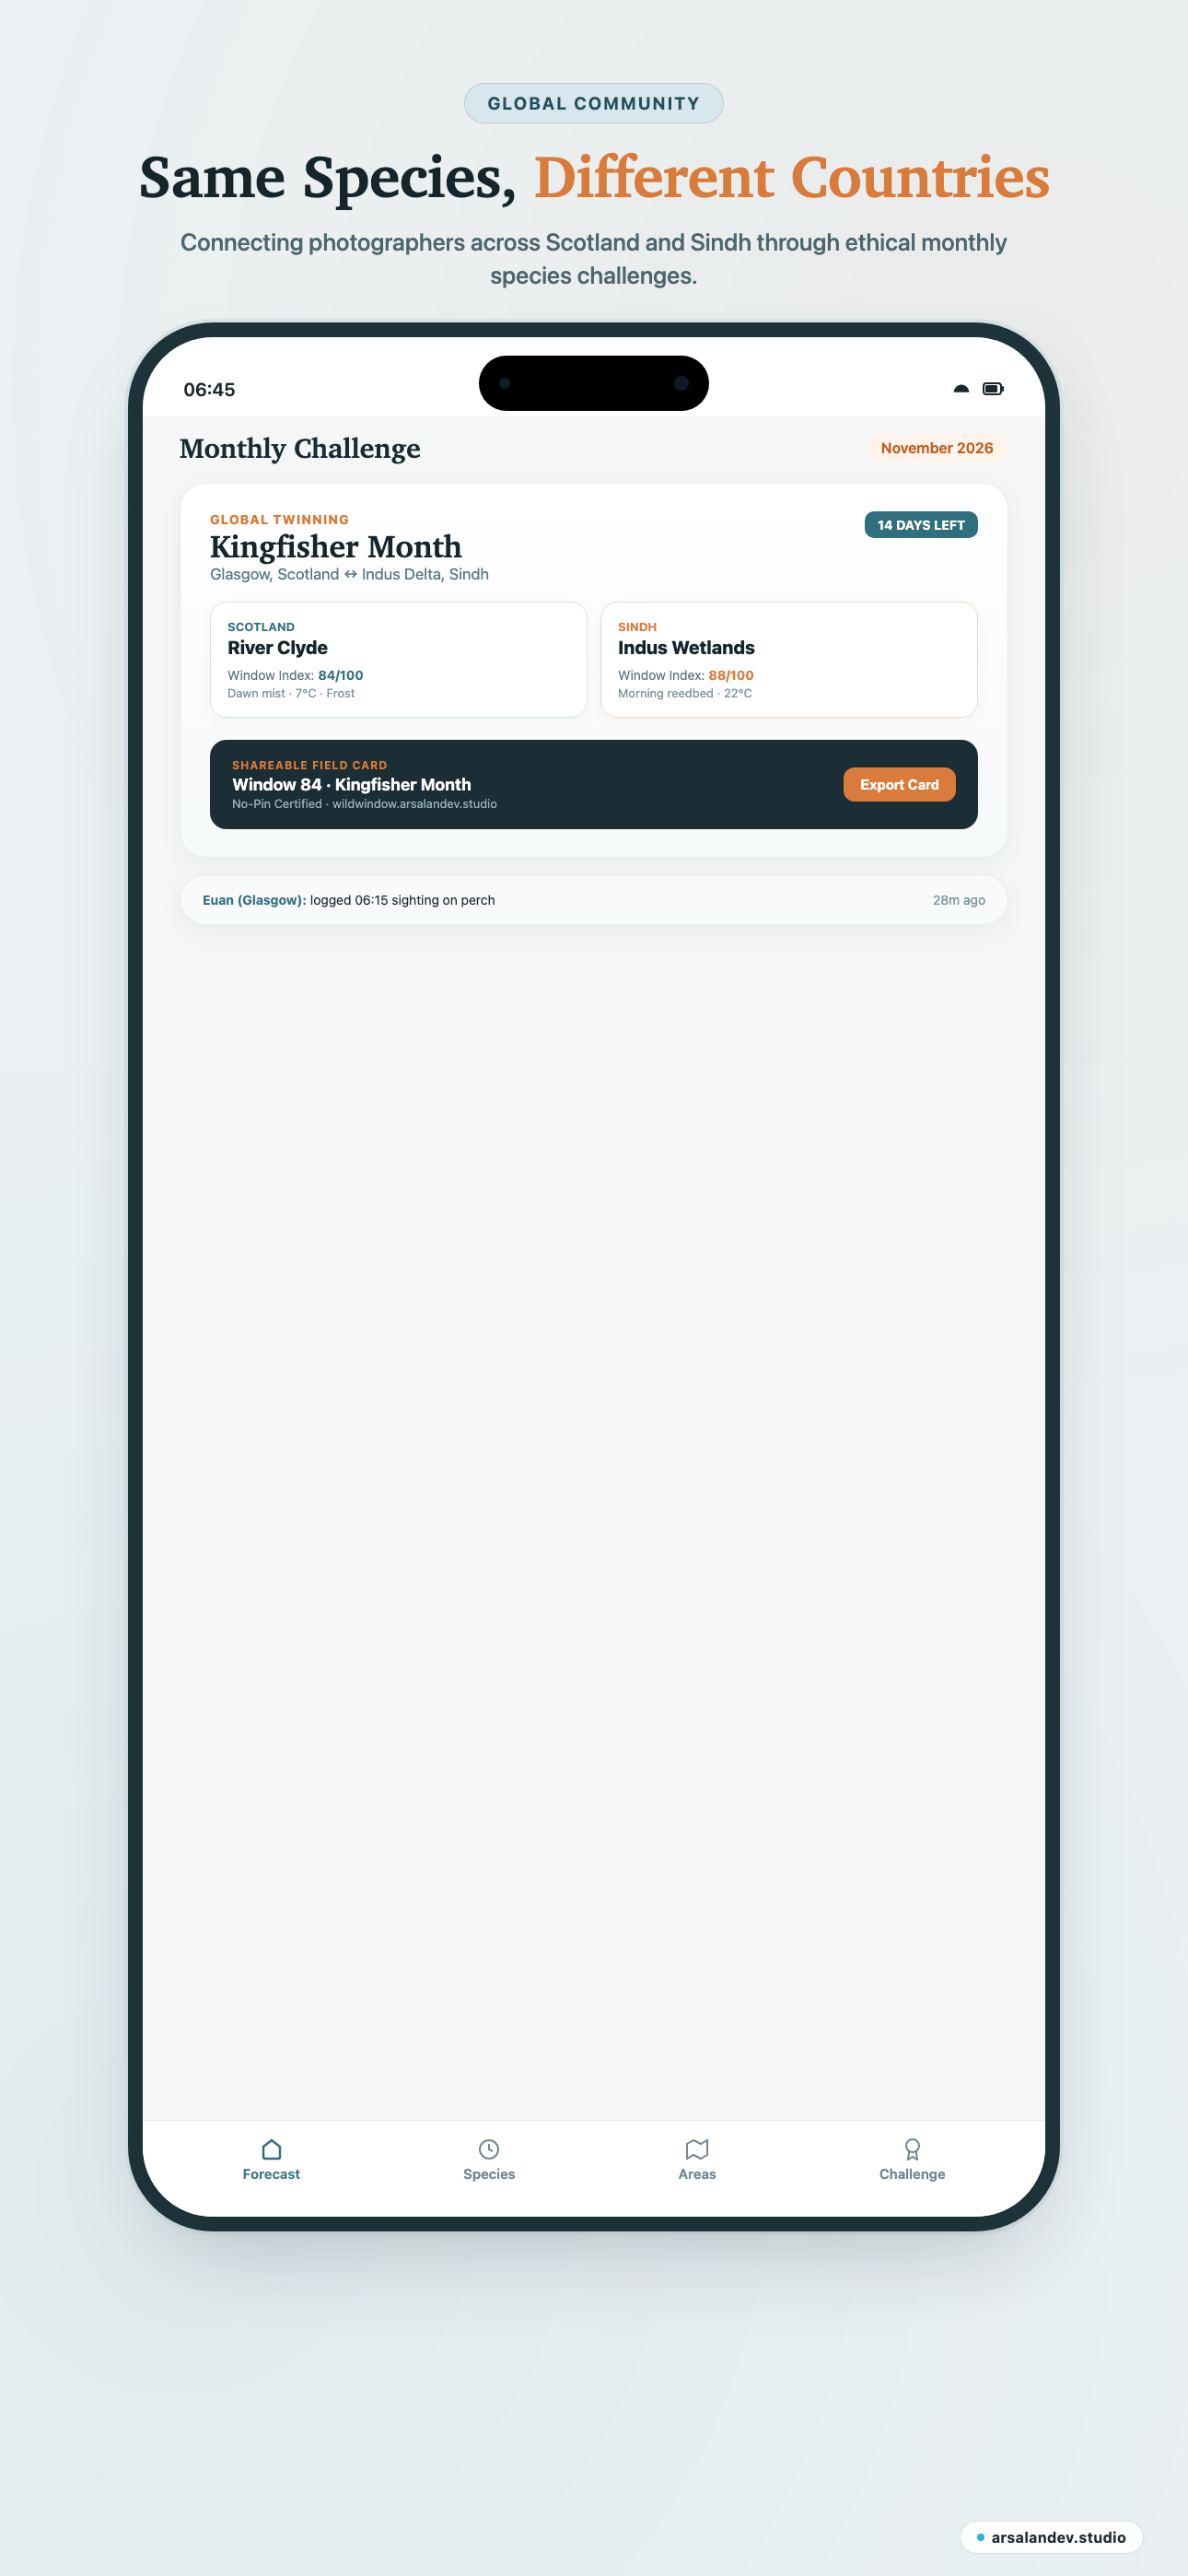 GLOBAL COMMUNITY
Same Species, Different Countries
Connecting photographers across Scotland and Sindh through ethical monthly
species challenges.
06:45
Monthly Challenge
November 2026
GLOBAL TWINNING
14 DAYS LEFT
Kingfisher Month
Glasgow, Scotland ↔ Indus Delta, Sindh
SCOTLAND
River Clyde
Window Index: 84/100
Dawn mist · 7°C · Frost
SINDH
Indus Wetlands
Window Index: 88/100
Morning reedbed · 22°C
SHAREABLE FIELD CARD
Window 84 · Kingfisher Month
No-Pin Certified · wildwindow.arsalandev.studio
Export Card
Euan (Glasgow): logged 06:15 sighting on perch
28m ago
Forecast
Species
Areas
Challenge
arsalandev.studio